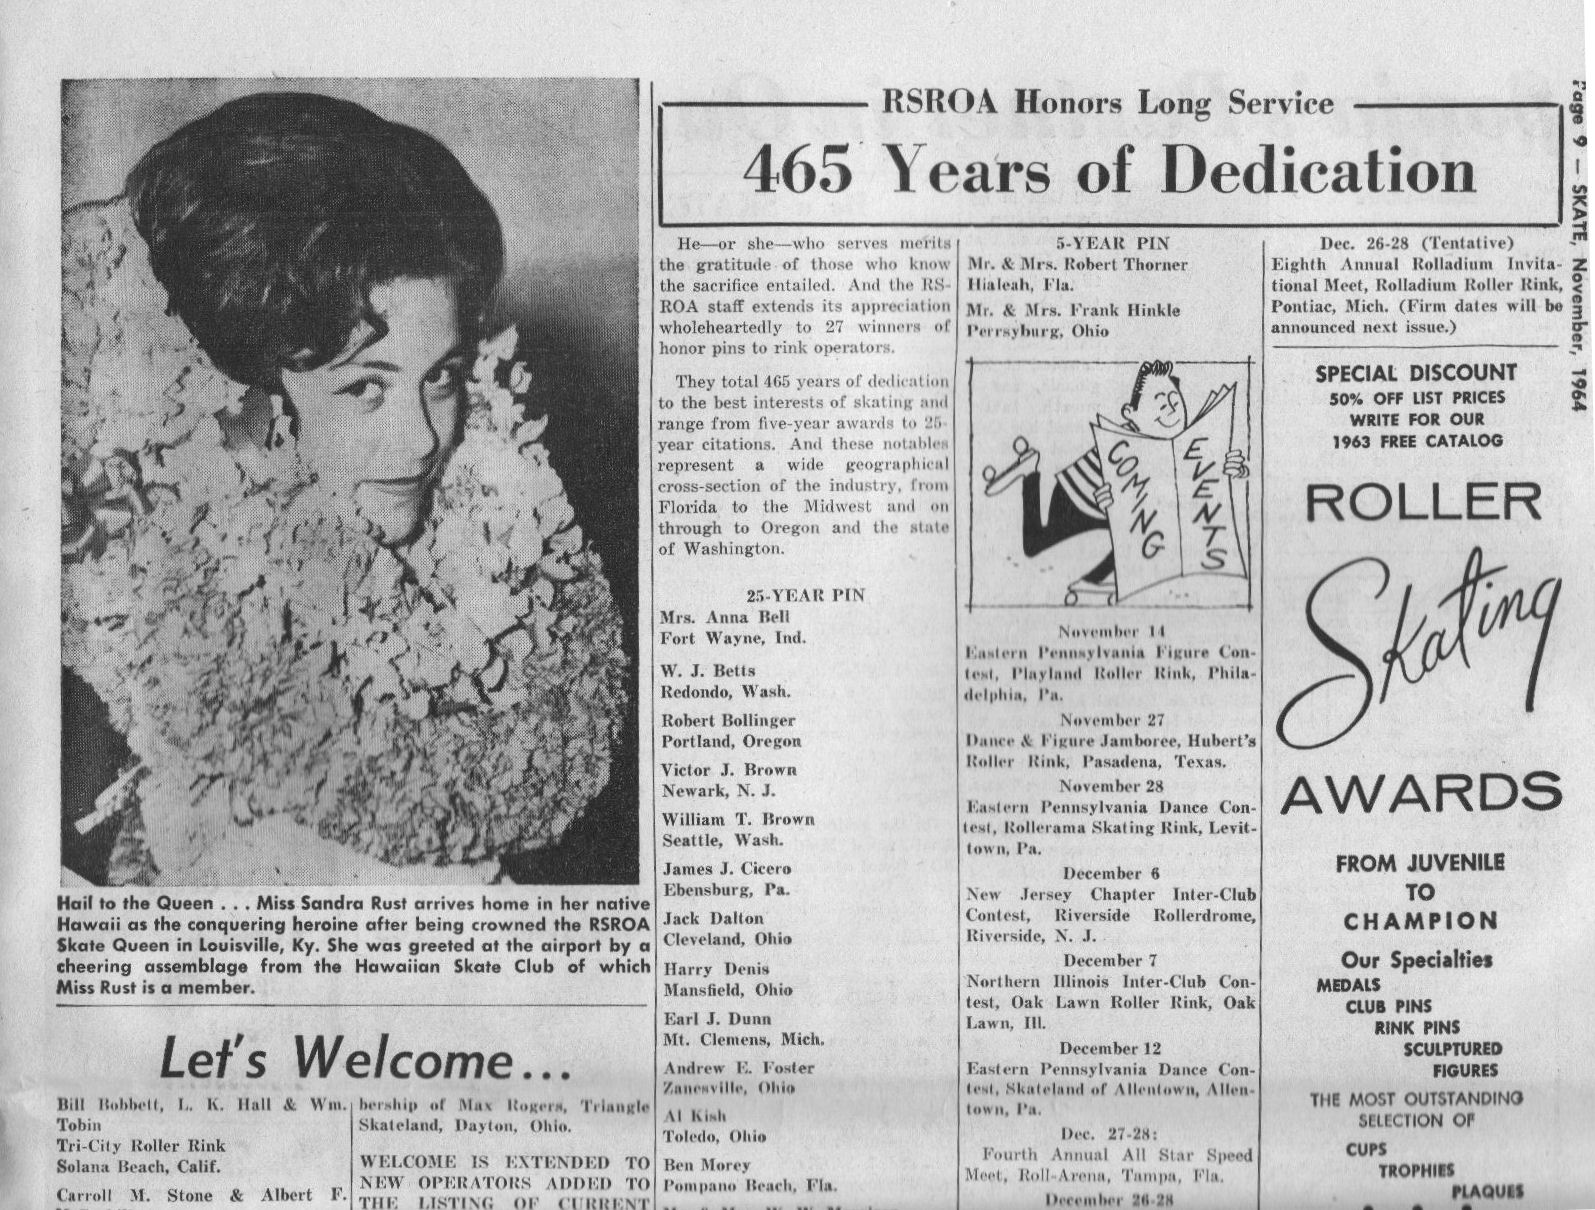 Page 9 — SKATE, November, 1964
RSROA Honors Long Service
465 Years of Dedication
Hail to the Queen . . . Miss Sandra Rust arrives home in her native
Hawaii as the conquering heroine after being crowned the RSROA
Skate Queen in Louisville, Ky. She was greeted at the airport by a
cheering assemblage from the Hawaiian Skate Club of which
Miss Rust is a member.
Let's Welcome...
Bill Bobbett, L. K. Hall & Wm.
Tobin
Tri-City Roller Rink
Solana Beach, Calif.
Carroll M. Stone & Albert F.
bership of Max Rogers, Triangle
Skateland, Dayton, Ohio.
WELCOME IS EXTENDED TO
NEW OPERATORS ADDED TO
THE LISTING OF CURRENT
He—or she—who serves merits
the gratitude of those who know
the sacrifice entailed. And the RS-
ROA staff extends its appreciation
wholeheartedly to 27 winners of
honor pins to rink operators.
They total 465 years of dedication
to the best interests of skating and
range from five-year awards to 25-
year citations. And these notables
represent a wide geographical
cross-section of the industry, from
Florida to the Midwest and on
through to Oregon and the state
of Washington.
25-YEAR PIN
Mrs. Anna Bell
Fort Wayne, Ind.
W. J. Betts
Redondo, Wash.
Robert Bollinger
Portland, Oregon
Victor J. Brown
Newark, N. J.
William T. Brown
Seattle, Wash.
James J. Cicero
Ebensburg, Pa.
Jack Dalton
Cleveland, Ohio
Harry Denis
Mansfield, Ohio
Earl J. Dunn
Mt. Clemens, Mich.
Andrew E. Foster
Zanesville, Ohio
Al Kish
Toledo, Ohio
Ben Morey
Pompano Beach, Fla.
5-YEAR PIN
Mr. & Mrs. Robert Thorner
Hialeah, Fla.
Mr. & Mrs. Frank Hinkle
Perrsyburg, Ohio
COMING
EVENTS
November 14
Eastern Pennsylvania Figure Con-
test, Playland Roller Rink, Phila-
delphia, Pa.
November 27
Dance & Figure Jamboree, Hubert's
Roller Rink, Pasadena, Texas.
November 28
Eastern Pennsylvania Dance Con-
test, Rollerama Skating Rink, Levit-
town, Pa.
December 6
New Jersey Chapter Inter-Club
Contest, Riverside Rollerdrome,
Riverside, N. J.
December 7
Northern Illinois Inter-Club Con-
test, Oak Lawn Roller Rink, Oak
Lawn, Ill.
December 12
Eastern Pennsylvania Dance Con-
test, Skateland of Allentown, Allen-
town, Pa.
Dec. 27-28:
Fourth Annual All Star Speed
Meet, Roll-Arena, Tampa, Fla.
December 26-28
Dec. 26-28 (Tentative)
Eighth Annual Rolladium Invita-
tional Meet, Rolladium Roller Rink,
Pontiac, Mich. (Firm dates will be
announced next issue.)
SPECIAL DISCOUNT
50% OFF LIST PRICES
WRITE FOR OUR
1963 FREE CATALOG
ROLLER
Skating
AWARDS
FROM JUVENILE
TO
CHAMPION
Our Specialties
MEDALS
CLUB PINS
RINK PINS
SCULPTURED
FIGURES
THE MOST OUTSTANDING
SELECTION OF
CUPS
TROPHIES
PLAQUES